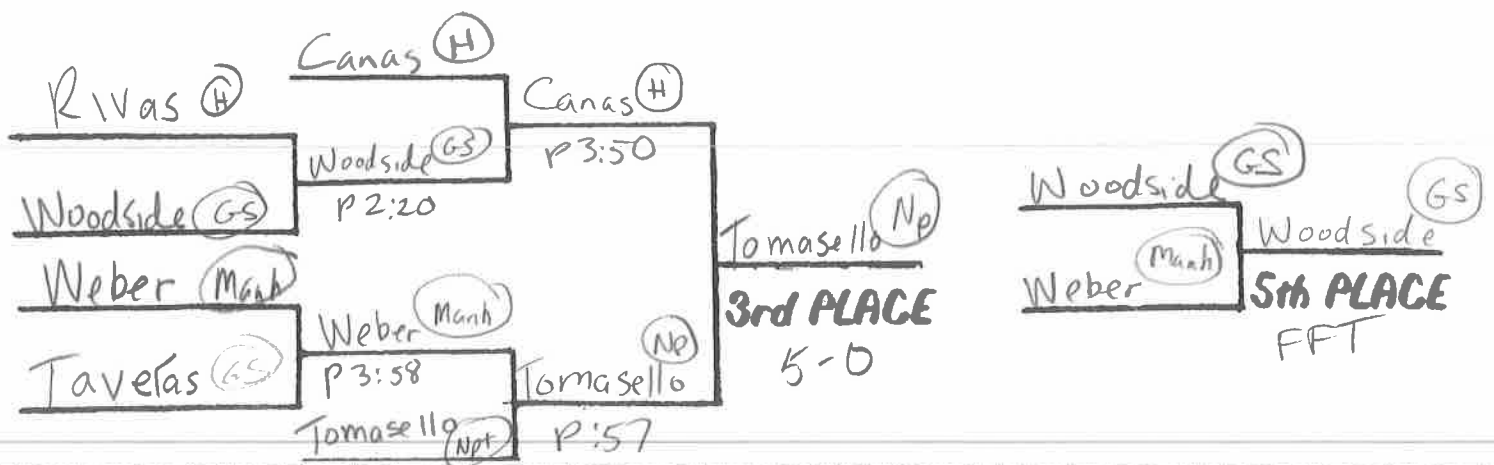 Canas H
Rivas H
Canas H
P 3:50
Woodside GS
P 2:20
Woodside GS
Weber Manh
Weber Manh
P 3:58
Taveras GS
Tomasello Npt
Tomasello Np
P :57
Tomasello Np
3rd PLACE
5-0
Woodside GS
Weber Manh
Woodside GS
5th PLACE
FFT